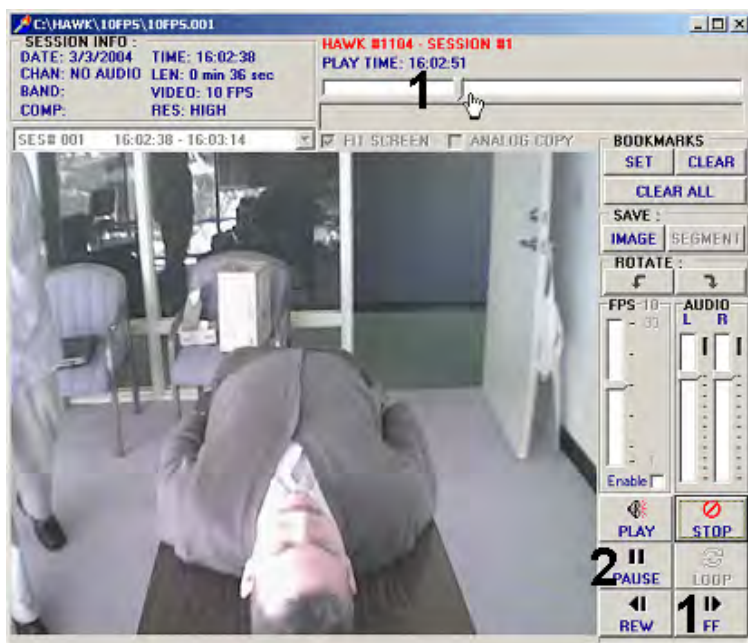 C:\HAWK\10FPS\10FPS.001
SESSION INFO :
DATE: 3/3/2004 TIME: 16:02:38
CHAN: NO AUDIO LEN: 0 min 36 sec
BAND: VIDEO: 10 FPS
COMP: RES: HIGH
HAWK #1104 - SESSION #1
PLAY TIME: 16:02:51
1
SES# 001 16:02:38 - 16:03:14
FIT SCREEN ANALOG COPY
BOOKMARKS
SET CLEAR
CLEAR ALL
SAVE :
IMAGE SEGMENT
ROTATE :
FPS 10 AUDIO
30 L R
1
Enable
PLAY STOP
2 PAUSE LOOP
REW 1 FF